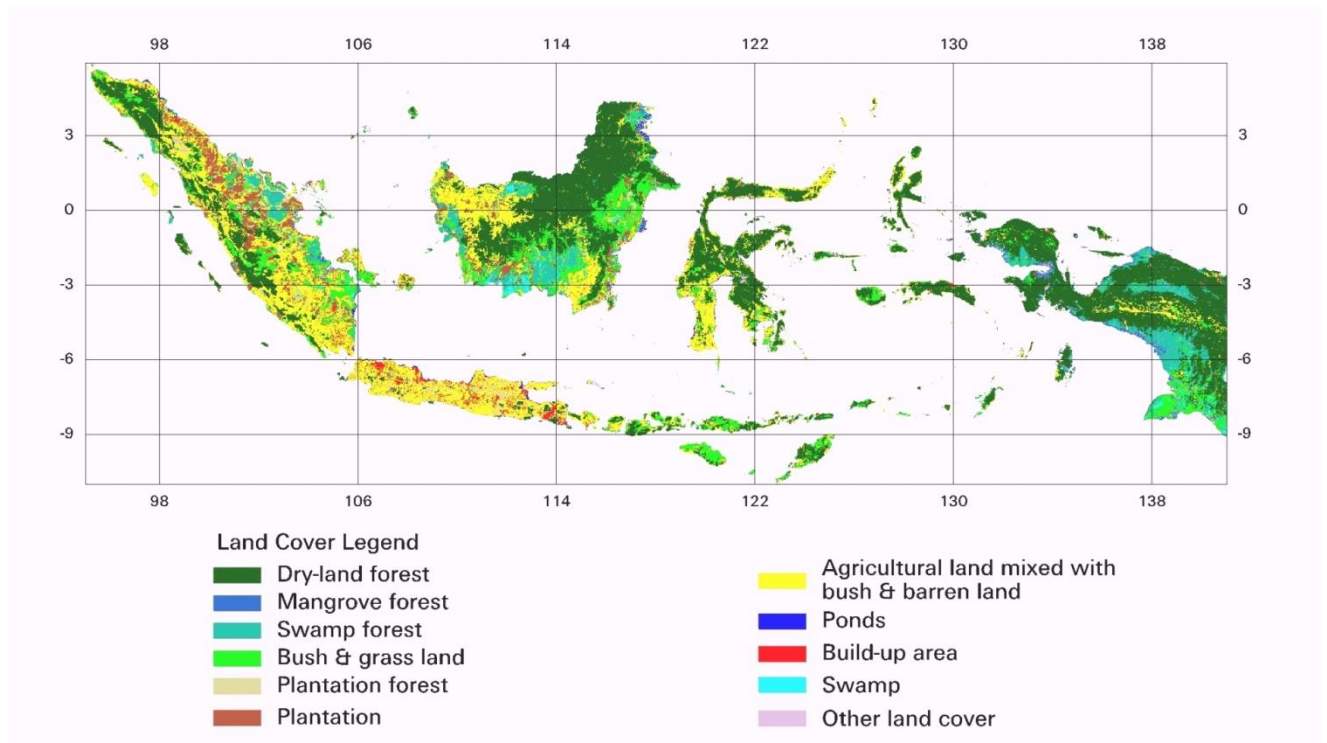 98 106 114 122 130 138
3 3
0 0
-3 -3
-6 -6
-9 -9
98 106 114 122 130 138
Land Cover Legend
Dry-land forest
Mangrove forest
Swamp forest
Bush & grass land
Plantation forest
Plantation
Agricultural land mixed with
bush & barren land
Ponds
Build-up area
Swamp
Other land cover